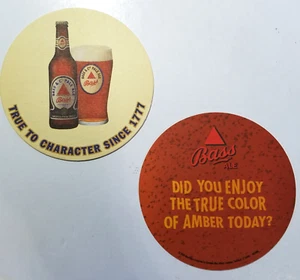 TRUE TO CHARACTER SINCE 1777
Bass
ALE
DID YOU ENJOY
THE TRUE COLOR
OF AMBER TODAY?